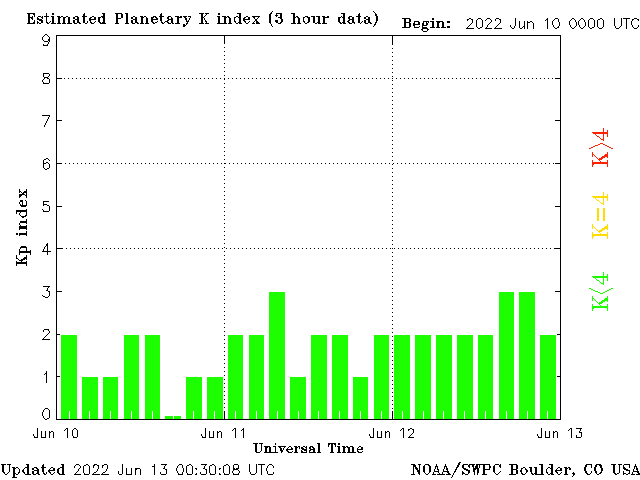 Estimated Planetary K index (3 hour data)
Begin: 2022 Jun 10 0000 UTC
9
8
7
6
5
4
3
2
1
0
Kp index
K>4
K=4
K<4
Jun 10
Jun 11
Jun 12
Jun 13
Universal Time
Updated 2022 Jun 13 00:30:08 UTC
NOAA/SWPC Boulder, CO USA